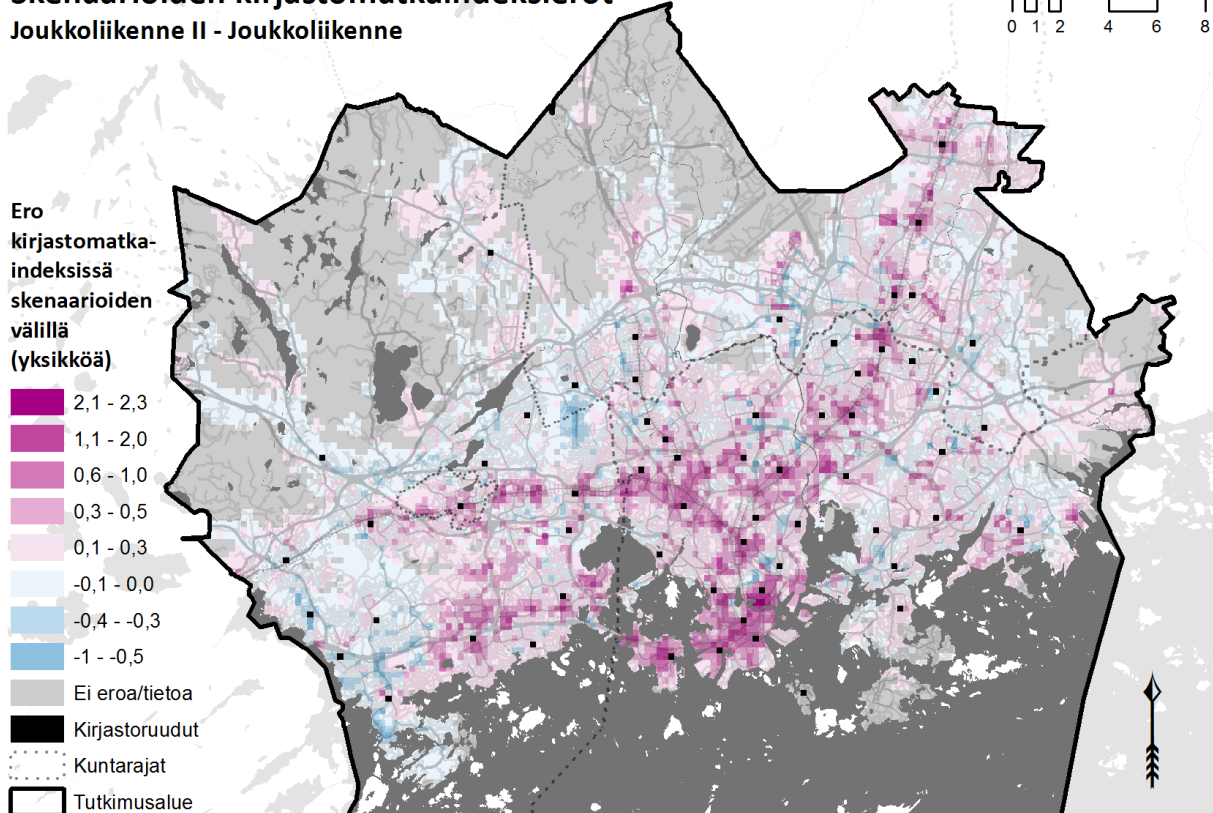 Skenaarioiden kirjastomatkaindeksierot
Joukkoliikenne II - Joukkoliikenne
0 1 2 4 6 8
Ero
kirjastomatka-
indeksissä
skenaarioiden
välillä
(yksikköä)
2,1 - 2,3
1,1 - 2,0
0,6 - 1,0
0,3 - 0,5
0,1 - 0,3
-0,1 - 0,0
-0,4 - -0,3
-1 - -0,5
Ei eroa/tietoa
Kirjastoruudut
Kuntarajat
Tutkimusalue